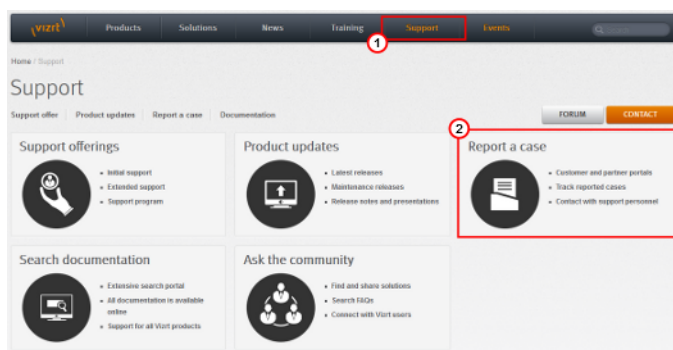 vizrt Products Solutions News Training Support Events Search
1
Home / Support
Support
Support offer Product updates Report a case Documentation FORUM CONTACT
2
Support offerings
• Initial support
• Extended support
• Support program
Product updates
• Latest releases
• Maintenance releases
• Release notes and presentations
Report a case
• Customer and partner portals
• Track reported cases
• Contact with support personnel
Search documentation
• Extensive search portal
• All documentation is available
online
• Support for all Vizrt products
Ask the community
• Find and share solutions
• Search FAQs
• Connect with Vizrt users